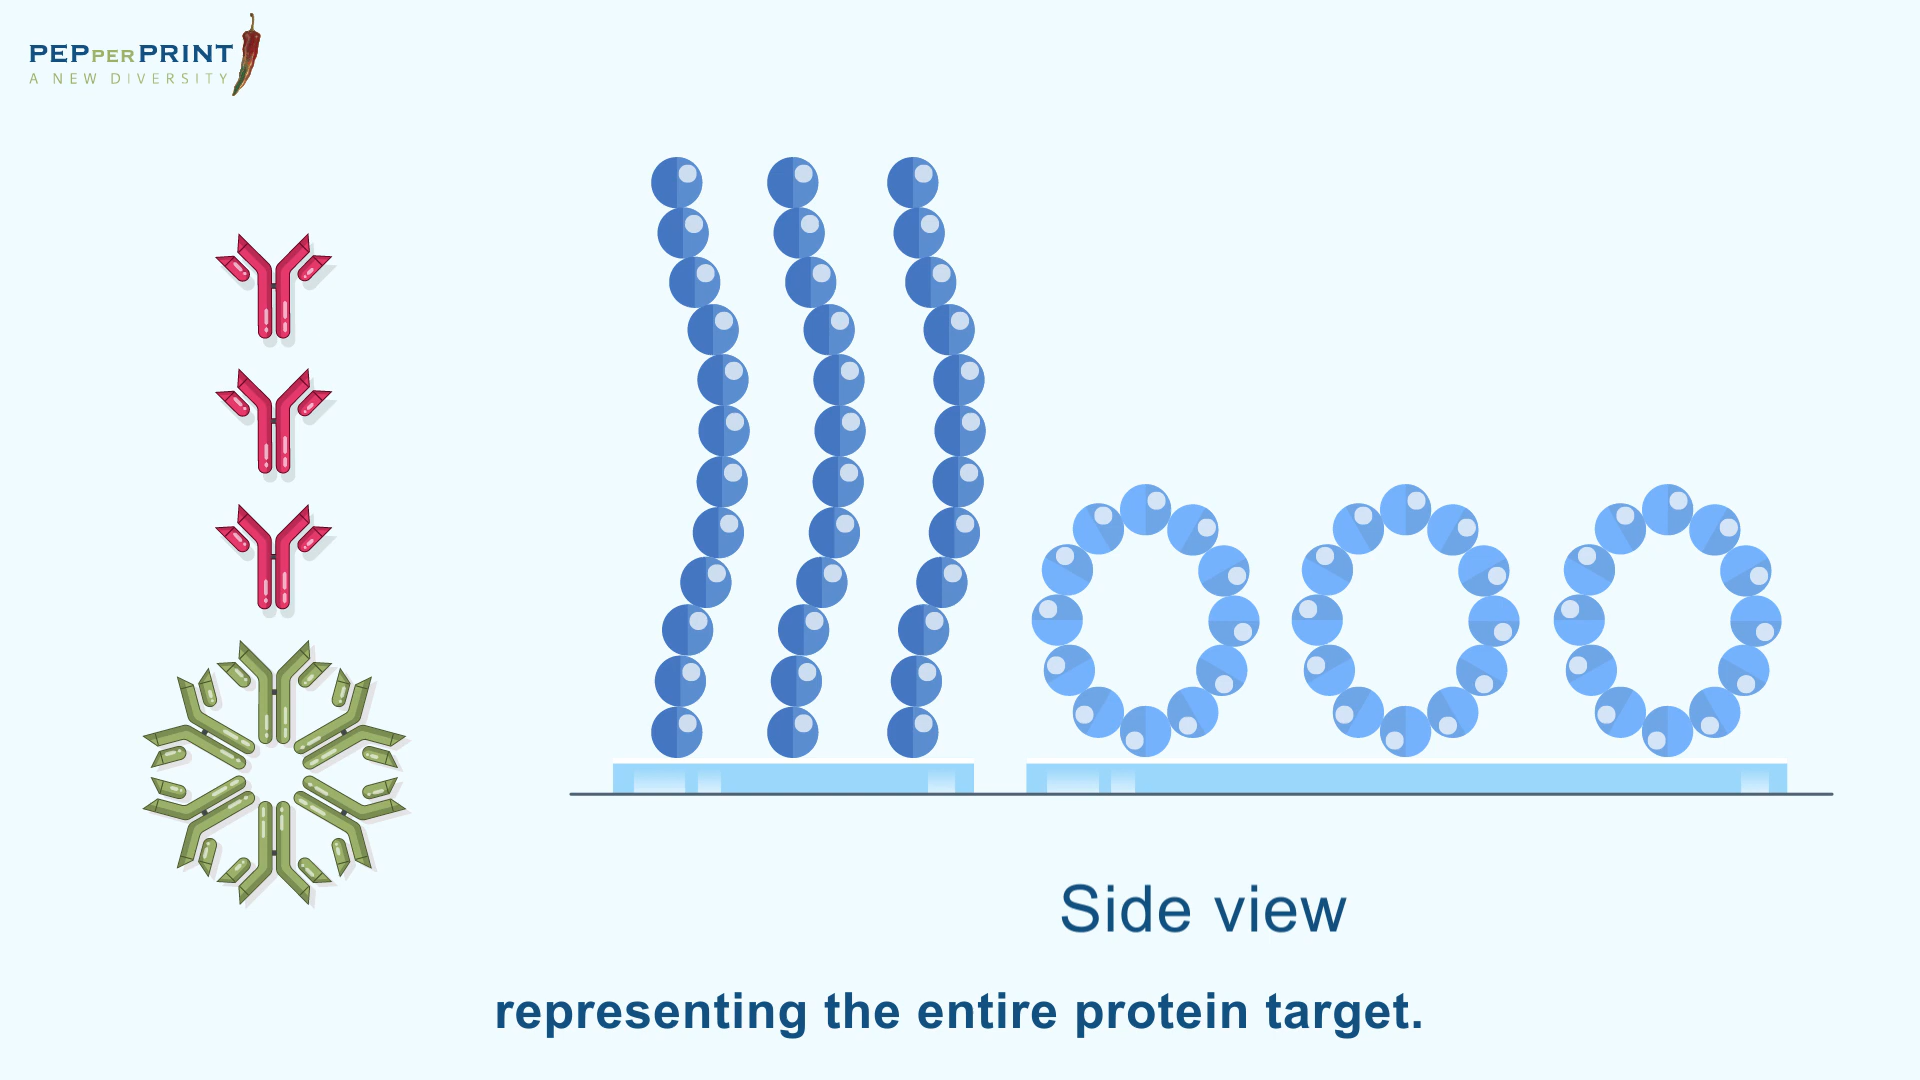 PEPPERPRINT
A NEW DIVERSITY
Side view
representing the entire protein target.